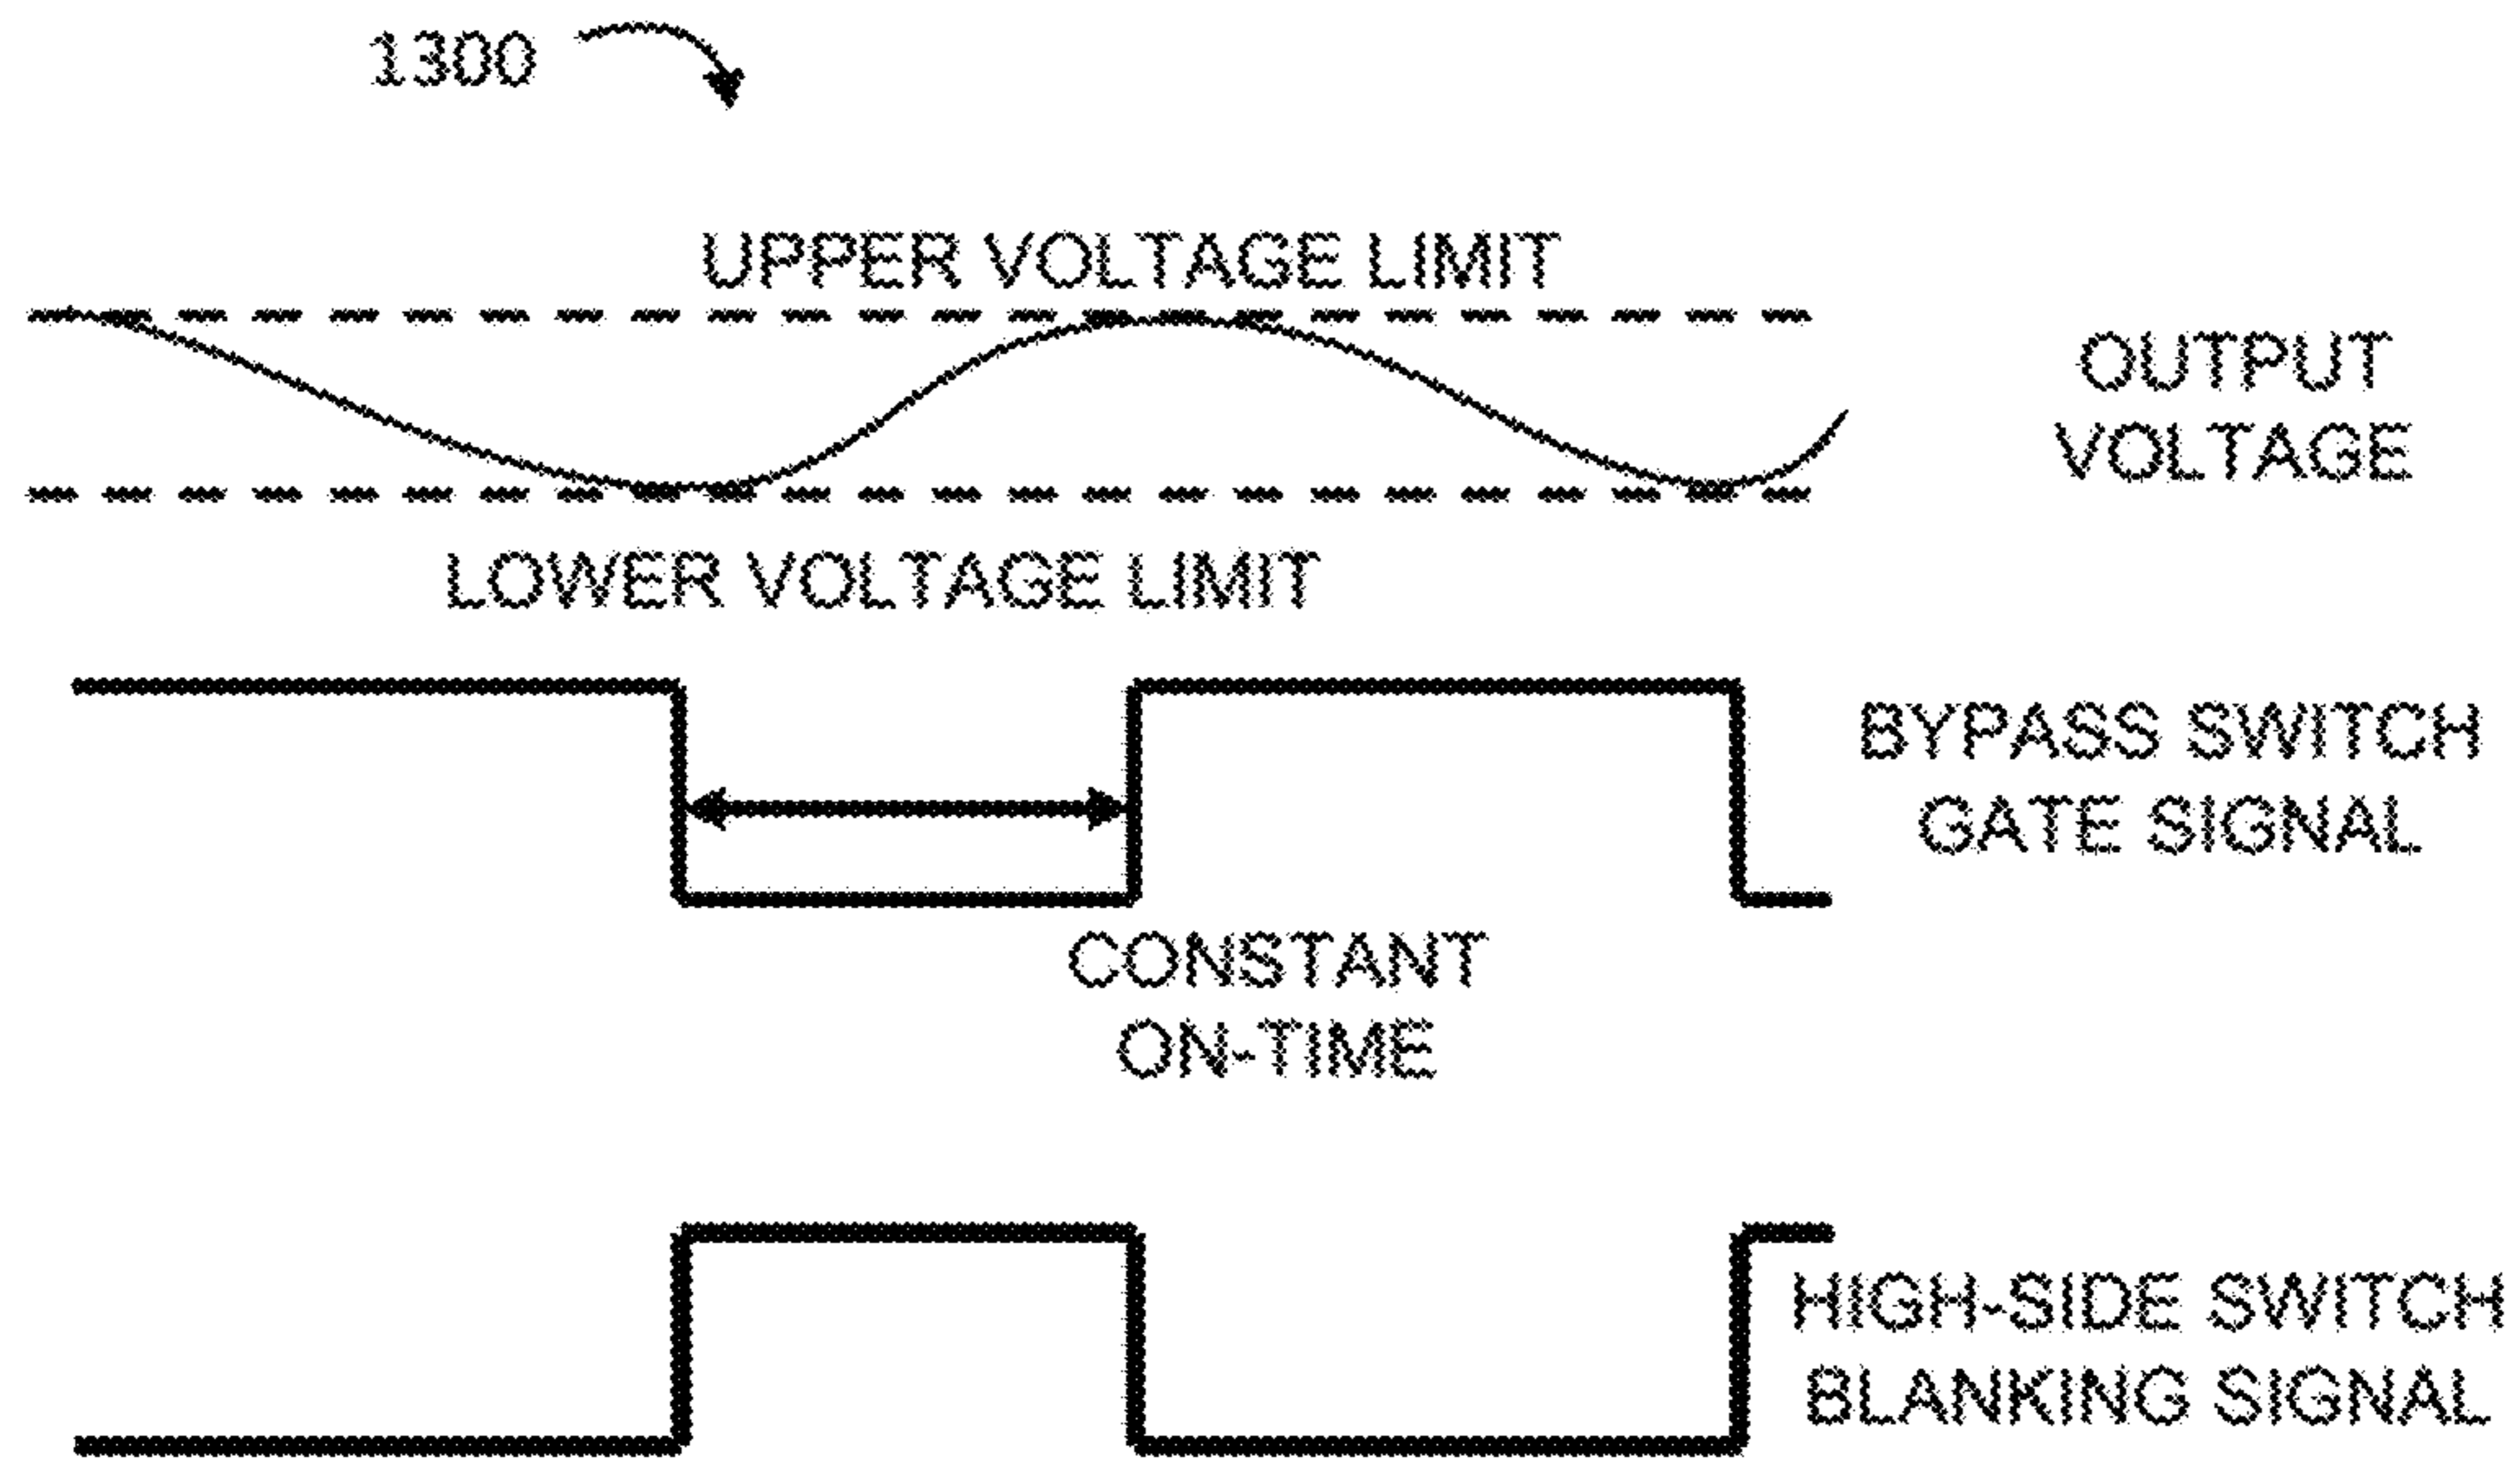 1300
UPPER VOLTAGE LIMIT
OUTPUT
VOLTAGE
LOWER VOLTAGE LIMIT
BYPASS SWITCH
GATE SIGNAL
CONSTANT
ON-TIME
HIGH-SIDE SWITCH
BLANKING SIGNAL